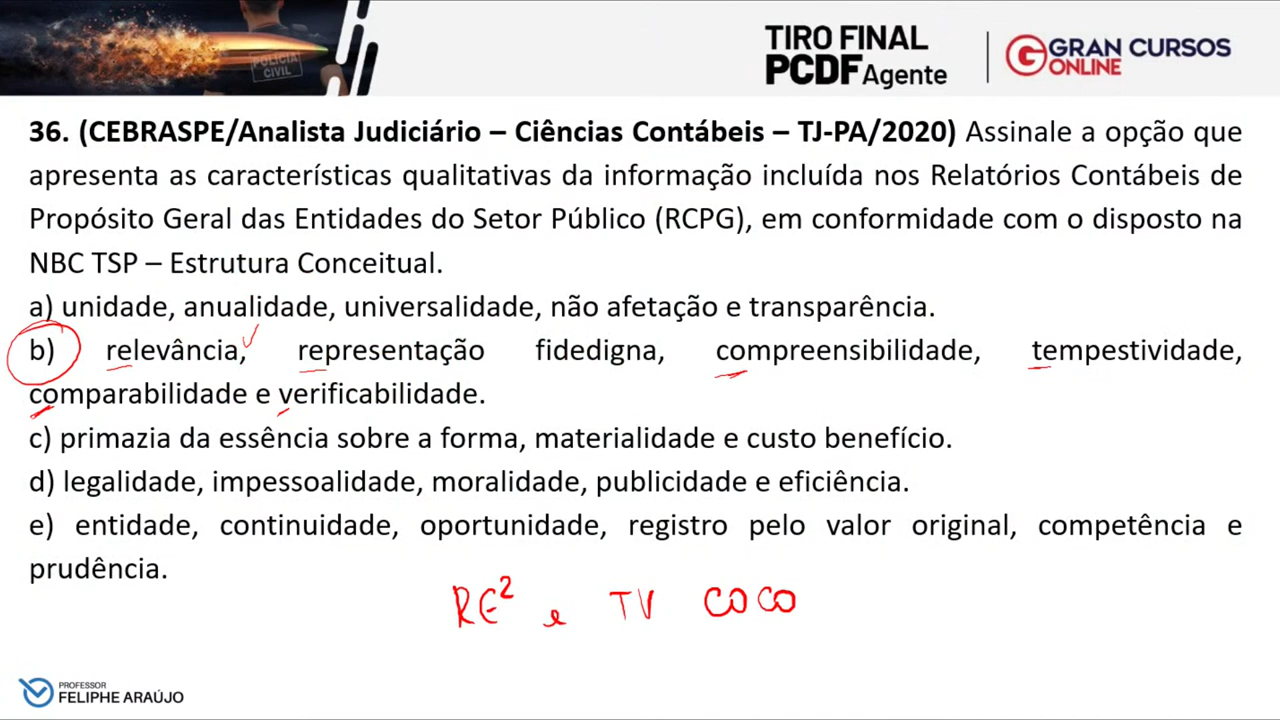 POLÍCIA
CIVIL
TIRO FINAL
PCDF Agente
GRAN CURSOS
ONLINE
36. (CEBRASPE/Analista Judiciário – Ciências Contábeis – TJ-PA/2020) Assinale a opção que
apresenta as características qualitativas da informação incluída nos Relatórios Contábeis de
Propósito Geral das Entidades do Setor Público (RCPG), em conformidade com o disposto na
NBC TSP – Estrutura Conceitual.
a) unidade, anualidade, universalidade, não afetação e transparência.
b) relevância, representação fidedigna, compreensibilidade, tempestividade,
comparabilidade e verificabilidade.
c) primazia da essência sobre a forma, materialidade e custo benefício.
d) legalidade, impessoalidade, moralidade, publicidade e eficiência.
e) entidade, continuidade, oportunidade, registro pelo valor original, competência e
prudência.
RE² e TV COCO
PROFESSOR
FELIPHE ARAÚJO